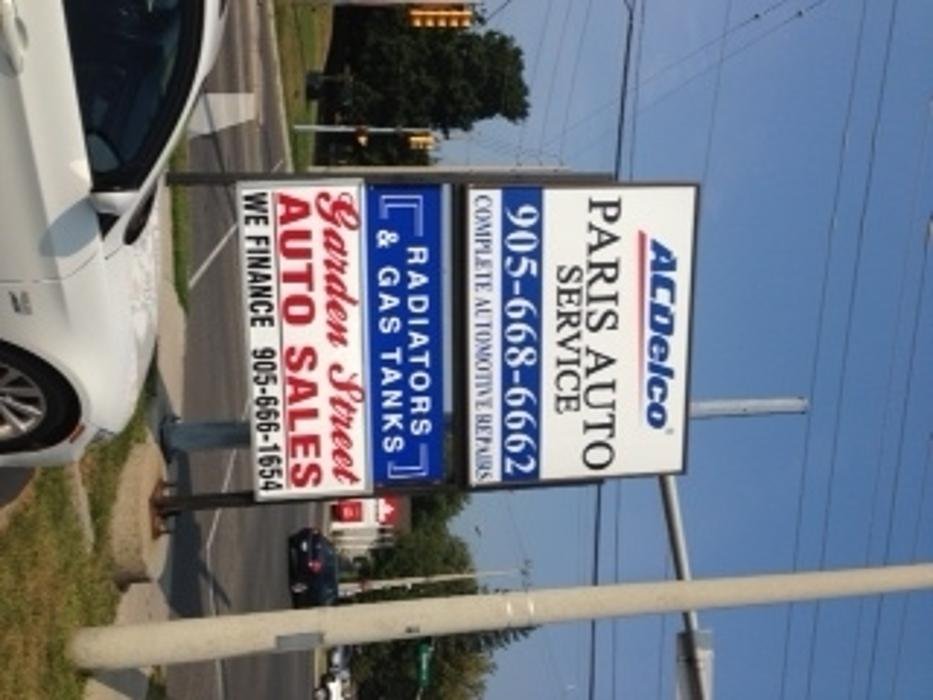 ACDelco
PARIS AUTO
SERVICE
905-668-6662
COMPLETE AUTOMOTIVE REPAIRS
RADIATORS
& GAS TANKS
Garden Street
AUTO SALES
WE FINANCE 905-666-1654